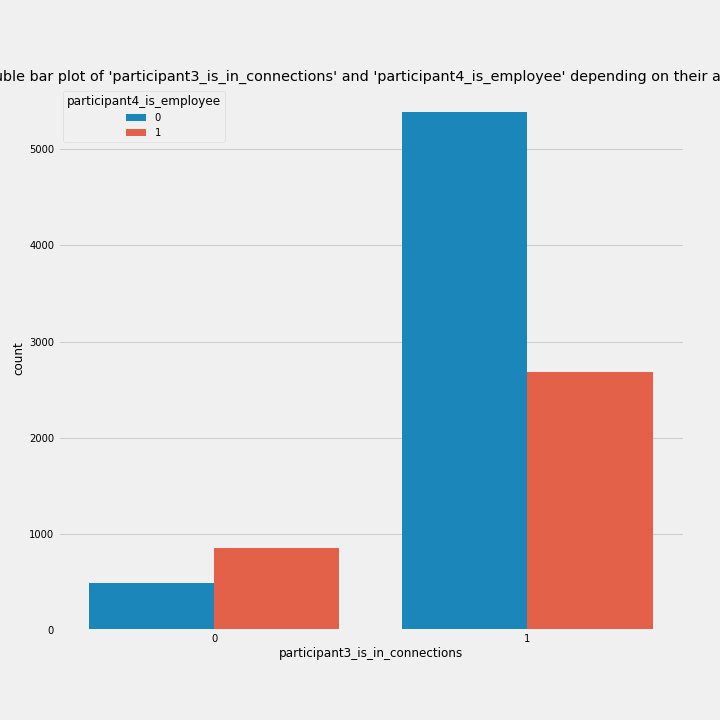 uble bar plot of 'participant3_is_in_connections' and 'participant4_is_employee' depending on their a
participant4_is_employee
0
1
5000
4000
3000
2000
1000
0
count
0 1
participant3_is_in_connections